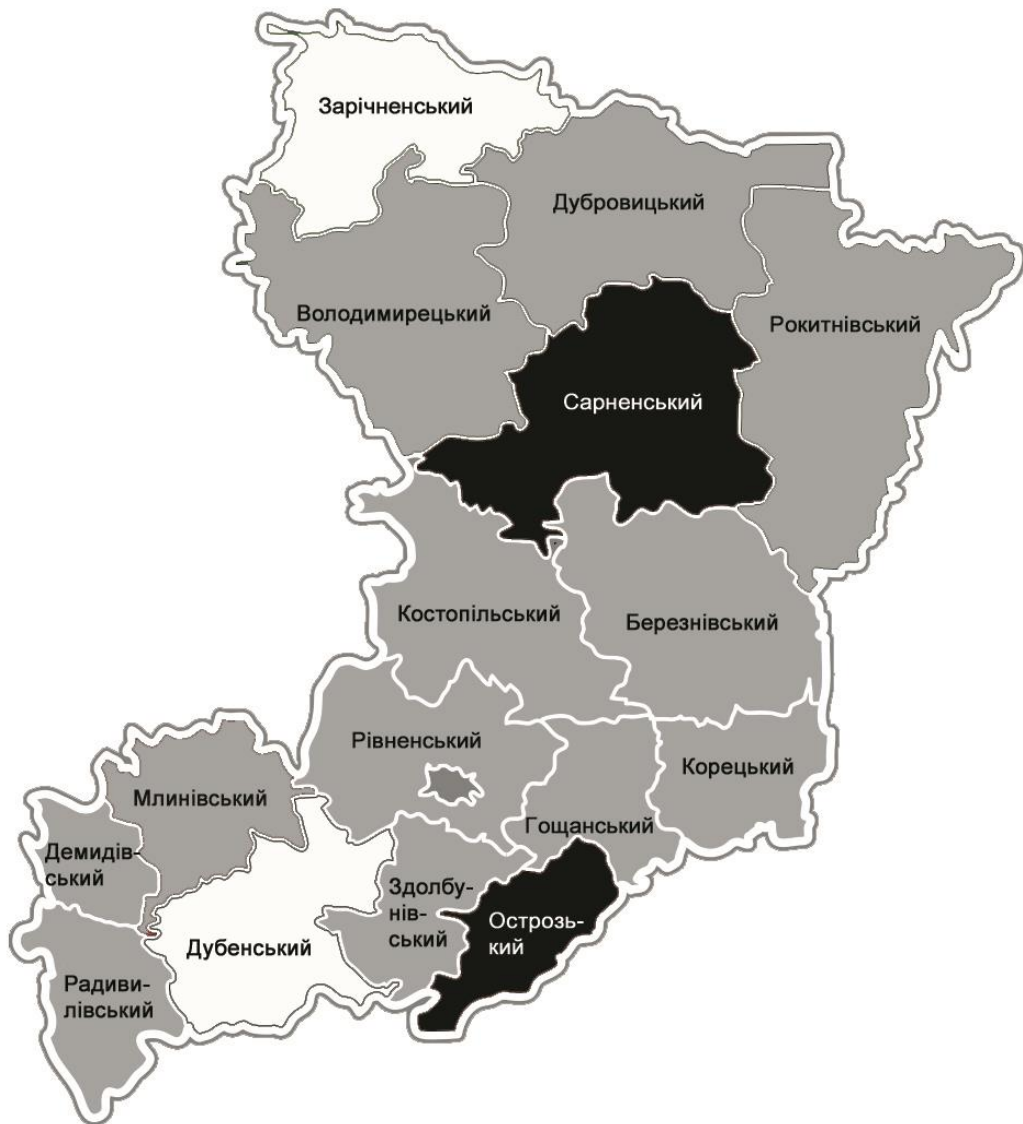 Зарічненський
Дубровицький
Володимирецький
Рокитнівський
Сарненський
Костопільський
Березнівський
Рівненський
Корецький
Млинівський
Гощанський
Демидів-
ський
Здолбу-
нів-
ський
Острозь-
кий
Дубенський
Радиви-
лівський